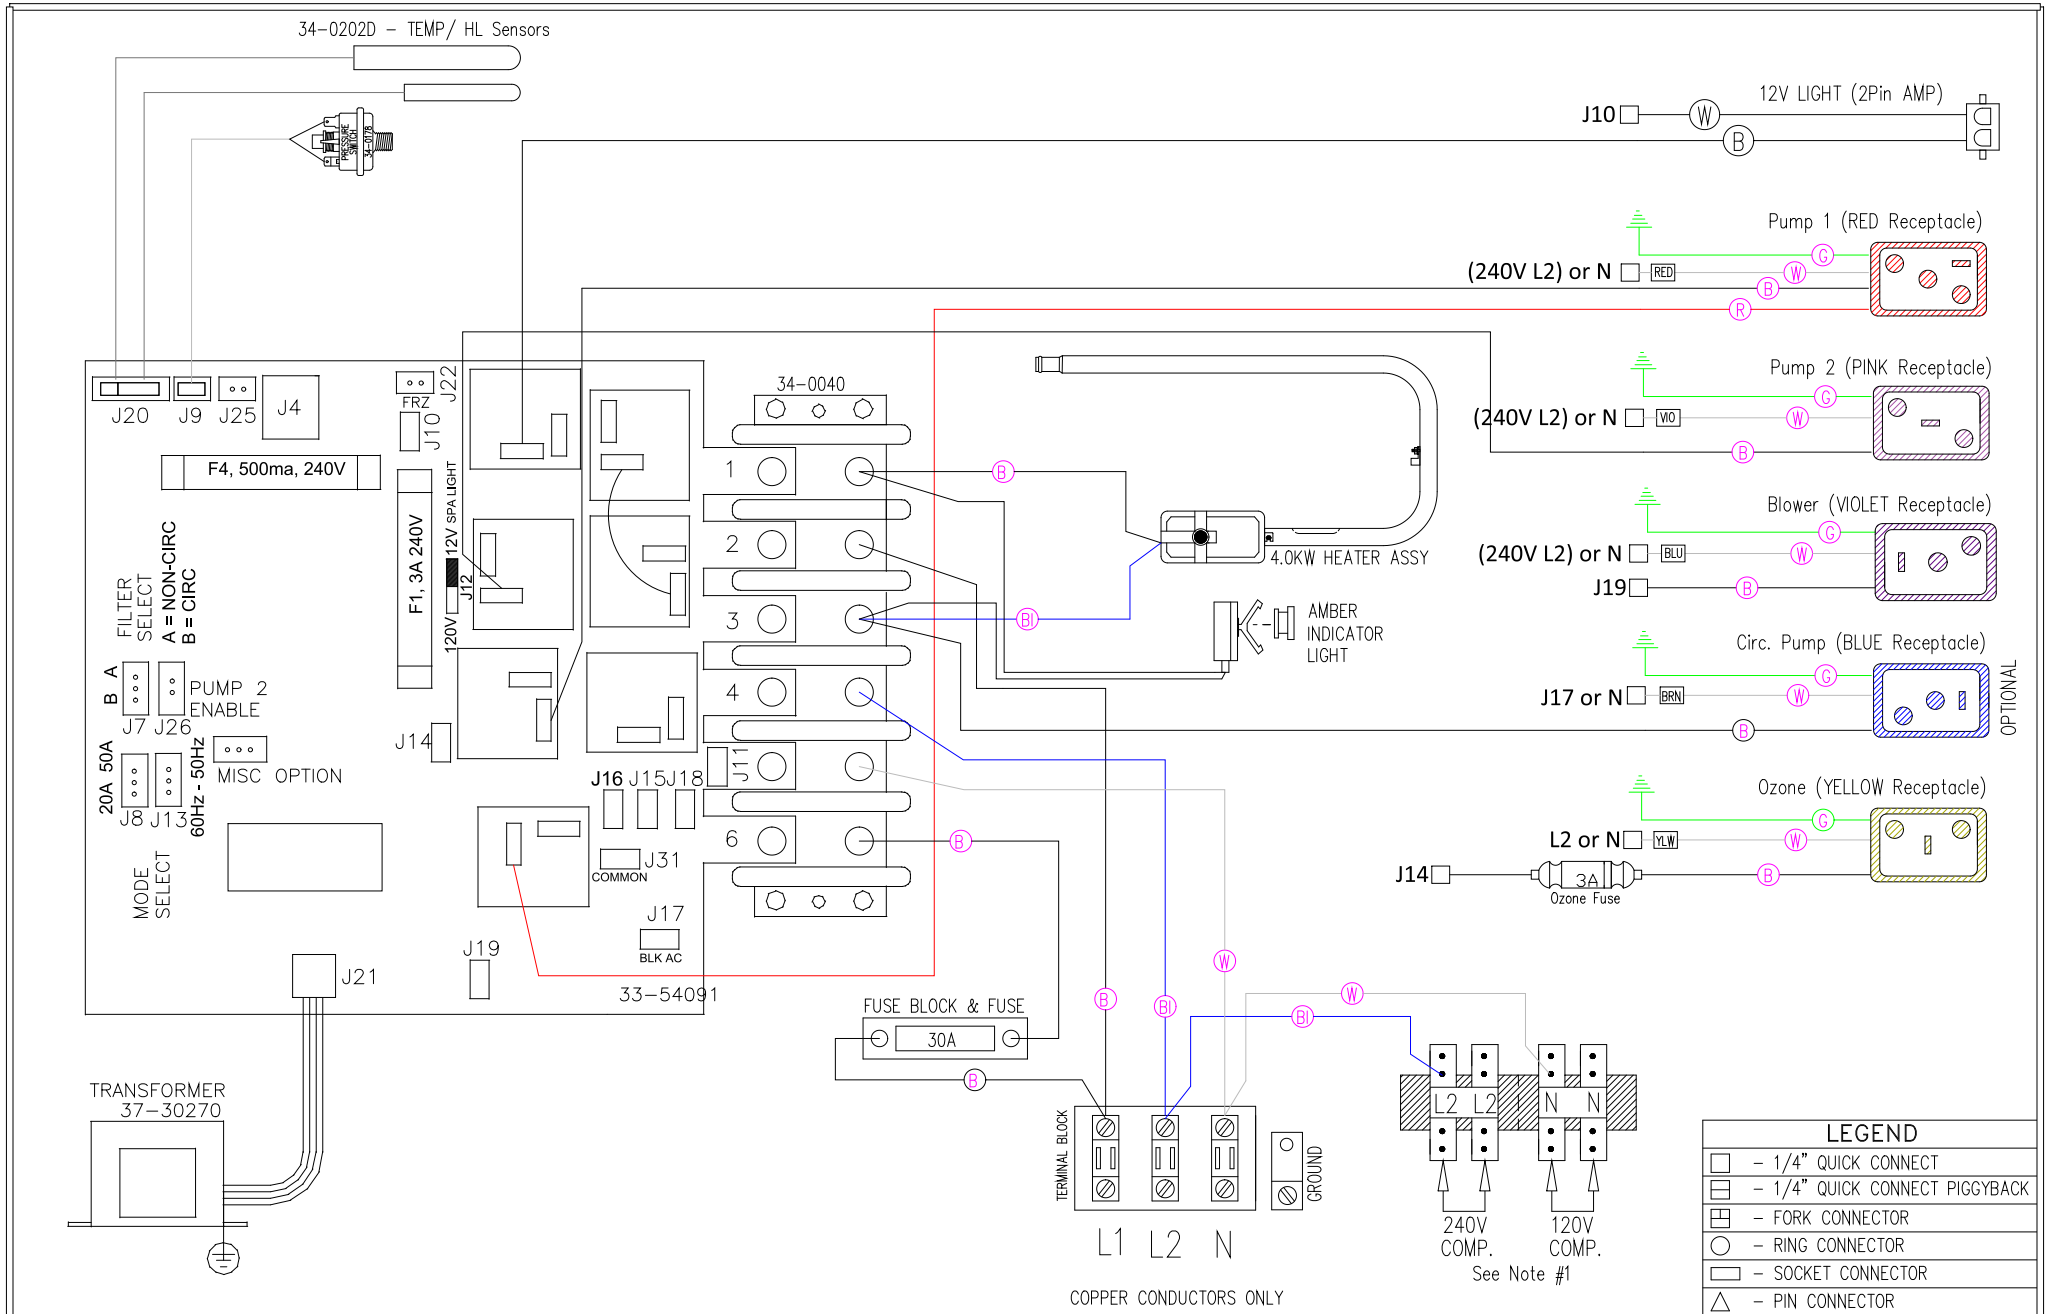 34-0202D - TEMP/ HL Sensors
PRESSURE
SWITCH
34-0178
J10
W
12V LIGHT (2Pin AMP)
B
Pump 1 (RED Receptacle)
G
(240V L2) or N
RED
W
B
R
Pump 2 (PINK Receptacle)
G
(240V L2) or N
VIO
W
B
Blower (VIOLET Receptacle)
G
(240V L2) or N
BLU
W
J19
B
Circ. Pump (BLUE Receptacle)
G
J17 or N
BRN
W
B
OPTIONAL
Ozone (YELLOW Receptacle)
G
L2 or N
YLW
W
J14
3A
B
Ozone Fuse
J20
J9
J25
J4
J22
FRZ
J10
F4, 500ma, 240V
F1, 3A 240V
12V SPA LIGHT
J12
120V
FILTER
SELECT
A = NON-CIRC
B = CIRC
B A
J7
J26
PUMP 2
ENABLE
20A 50A
J8
J13
60Hz - 50Hz
MISC OPTION
MODE
SELECT
J14
J16
J15
J18
J11
J31
COMMON
J17
BLK AC
J19
33-54091
J21
34-0040
1
2
3
4
6
B
BI
B
4.0KW HEATER ASSY
AMBER
INDICATOR
LIGHT
TRANSFORMER
37-30270
FUSE BLOCK & FUSE
30A
B
B
BI
W
BI
W
TERMINAL BLOCK
GROUND
L1 L2 N
COPPER CONDUCTORS ONLY
L2 L2 N N
240V
COMP.
120V
COMP.
See Note #1
LEGEND
- 1/4" QUICK CONNECT
- 1/4" QUICK CONNECT PIGGYBACK
- FORK CONNECTOR
- RING CONNECTOR
- SOCKET CONNECTOR
- PIN CONNECTOR